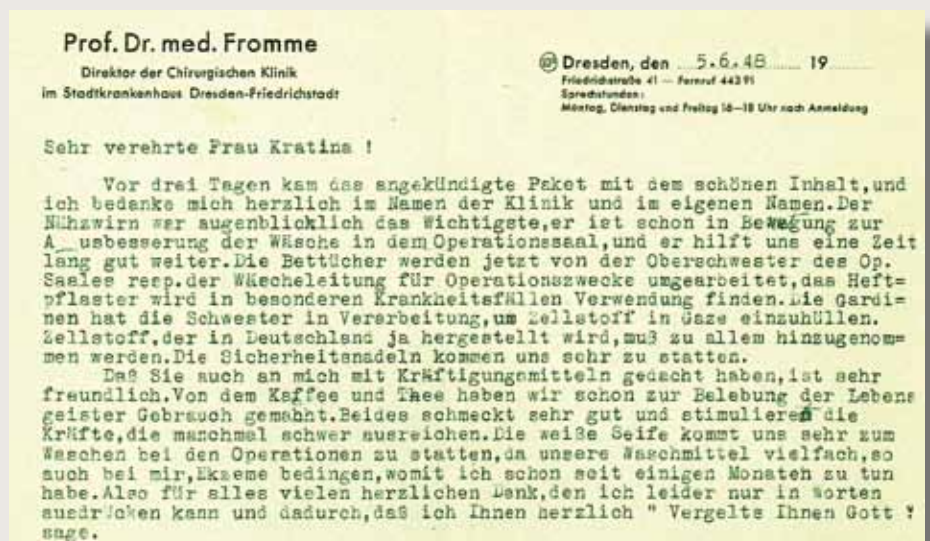 Prof. Dr. med. Fromme
Direktor der Chirurgischen Klinik
im Stadtkrankenhaus Dresden-Friedrichstadt
Dresden, den 5.6.48 19
Friedrichstraße 41 — Fernruf 44391
Sprechstunden:
Montag, Dienstag und Freitag 16—18 Uhr nach Anmeldung
Sehr verehrte Frau Kratina !
Vor drei Tagen kam das angekündigte Paket mit dem schönen Inhalt,und
ich bedanke mich herzlich im Namen der Klinik und im eigenen Namen.Der
Nähzwirn war augenblicklich das Wichtigste,er ist schon in Bewegung zur
A usbesserung der Wäsche in dem Operationssaal,und er hilft uns eine Zeit
lang gut weiter.Die Bettücher werden jetzt von der Oberschwester des Op.
Saales resp.der Wäscheleitung für Operationszwecke umgearbeitet,das Heft=
pflaster wird in besonderen Krankheitsfällen Verwendung finden.Die Gardi=
nen hat die Schwester in Verarbeitung,um Zellstoff in Gaze einzuhüllen.
Zellstoff,der in Deutschland ja hergestellt wird,muß zu allem hinzugenom=
men werden.Die Sicherheitsnadeln kommen uns sehr zu statten.
Daß Sie auch an mich mit Kräftigungsmitteln gedacht haben,ist sehr
freundlich.Von dem Kaffee und Thee haben wir schon zur Belebung der Lebens
geister Gebrauch gemacht.Beides schmeckt sehr gut und stimulieren die
Kräfte,die manchmal schwer ausreichen.Die weiße Seife kommt uns sehr zum
Waschen bei den Operationen zu statten,da unsere Waschmittel vielfach,so
auch bei mir,Ekzeme bedingen,womit ich schon seit einigen Monaten zu tun
habe.Also für alles vielen herzlichen Dank,den ich leider nur in Worten
ausdrücken kann und dadurch,daß ich Ihnen herzlich " Vergelts Ihnen Gott "
sage.